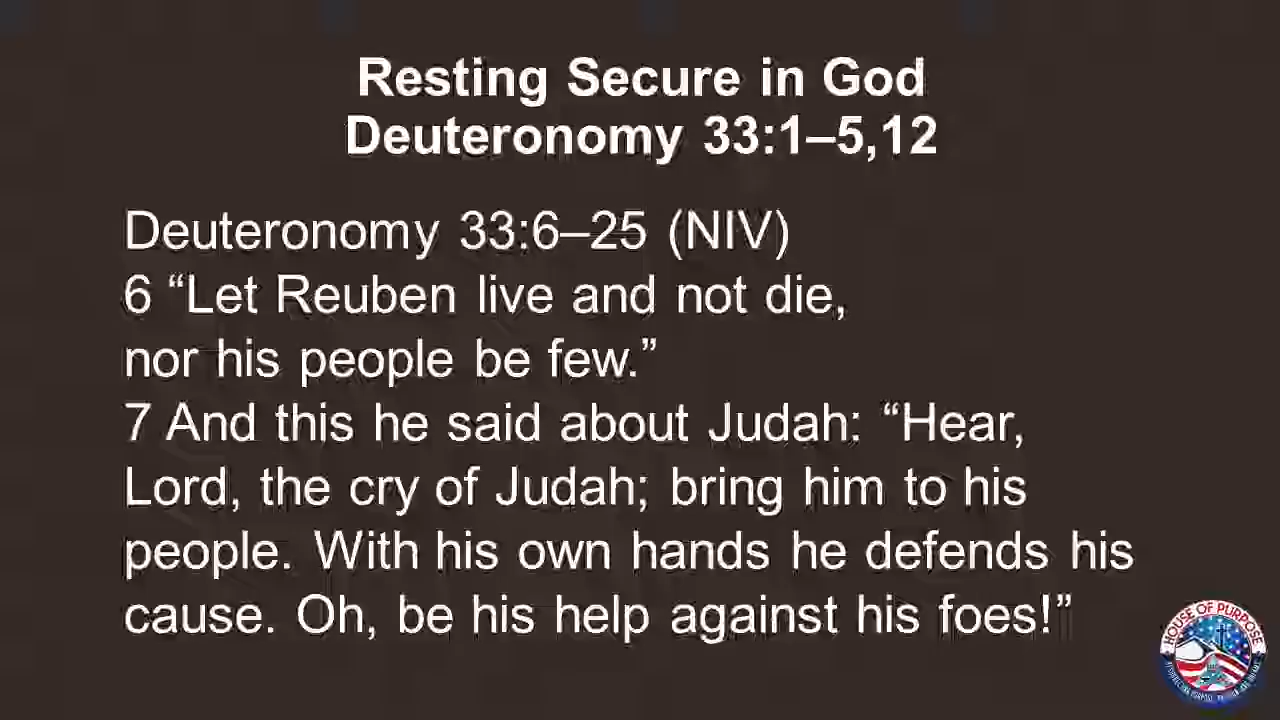 Resting Secure in God
Deuteronomy 33:1–5,12
Deuteronomy 33:6–25 (NIV)
6 “Let Reuben live and not die,
nor his people be few.”
7 And this he said about Judah: “Hear,
Lord, the cry of Judah; bring him to his
people. With his own hands he defends his
cause. Oh, be his help against his foes!”
HOUSE OF PURPOSE